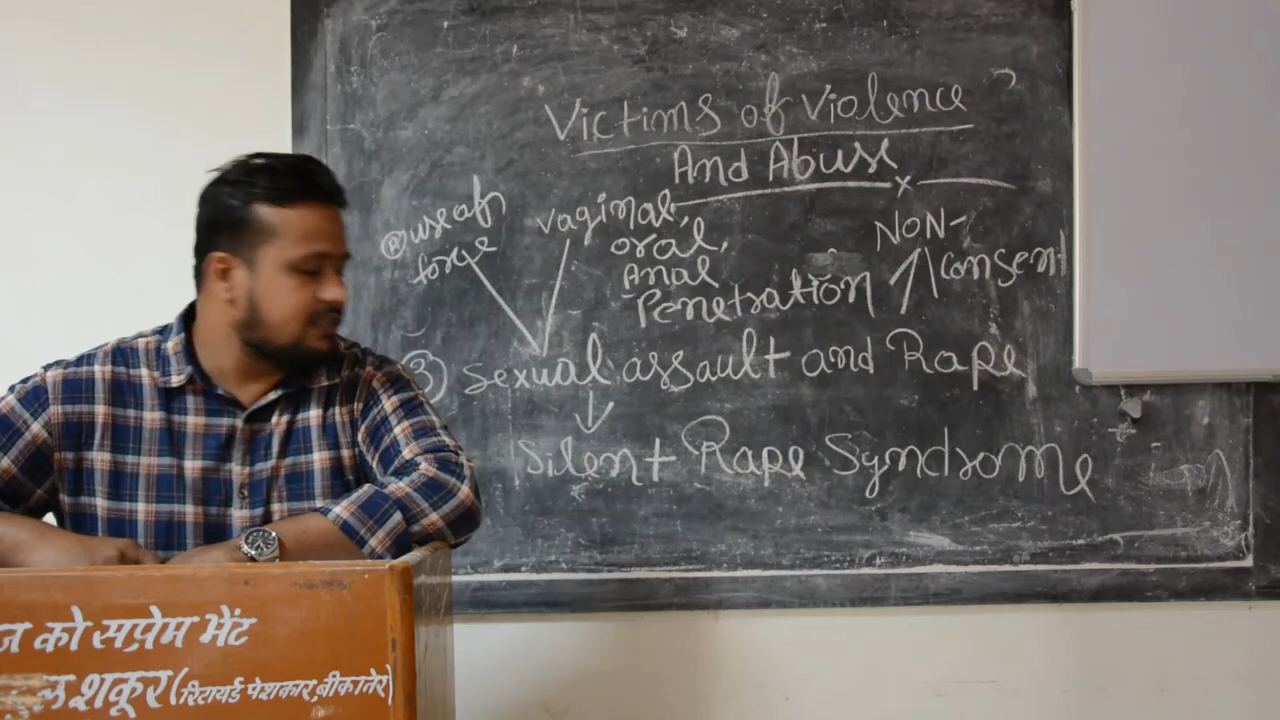 Victims of Violence
And Abuse
use of
force
vaginal,
oral,
Anal
Penetration
NON-
consent
③ Sexual assault and Rape
Silent Rape Syndrome
को सप्रेम भेंट
शकूर (रिटायर्ड पेशकार, बीकानेर)